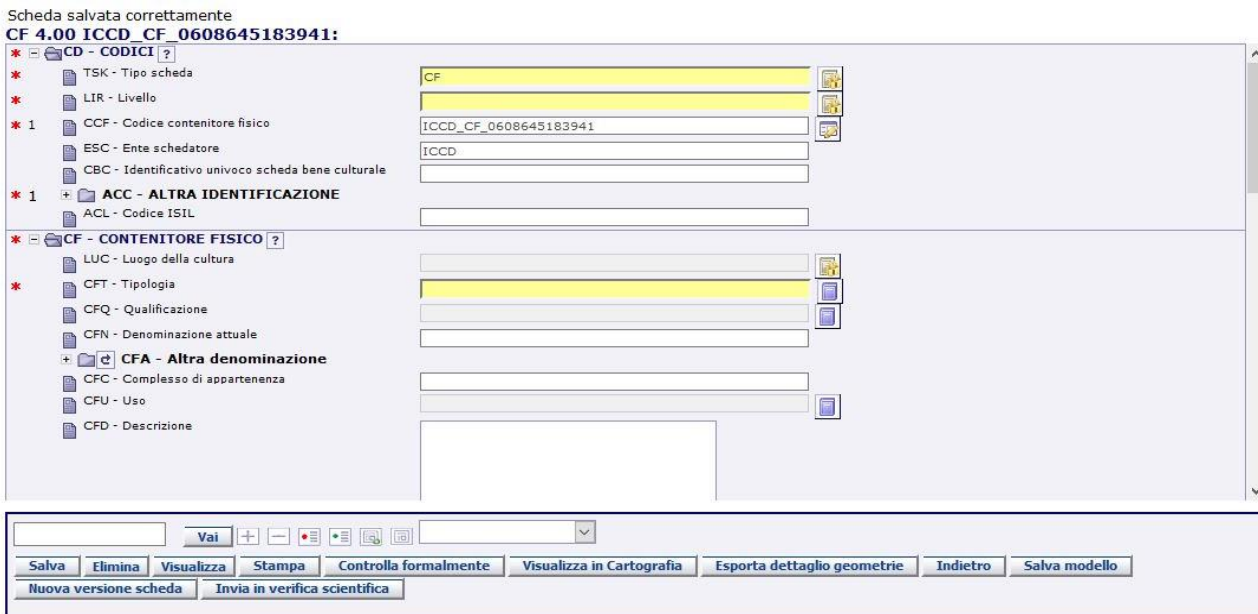 Scheda salvata correttamente
CF 4.00 ICCD_CF_0608645183941:
* CD - CODICI ?
* TSK - Tipo scheda CF
* LIR - Livello
* 1 CCF - Codice contenitore fisico ICCD_CF_0608645183941
ESC - Ente schedatore ICCD
CBC - Identificativo univoco scheda bene culturale
* 1 ACC - ALTRA IDENTIFICAZIONE
ACL - Codice ISIL
* CF - CONTENITORE FISICO ?
LUC - Luogo della cultura
* CFT - Tipologia
CFQ - Qualificazione
CFN - Denominazione attuale
CFA - Altra denominazione
CFC - Complesso di appartenenza
CFU - Uso
CFD - Descrizione
Vai
Salva Elimina Visualizza Stampa Controlla formalmente Visualizza in Cartografia Esporta dettaglio geometrie Indietro Salva modello
Nuova versione scheda Invia in verifica scientifica